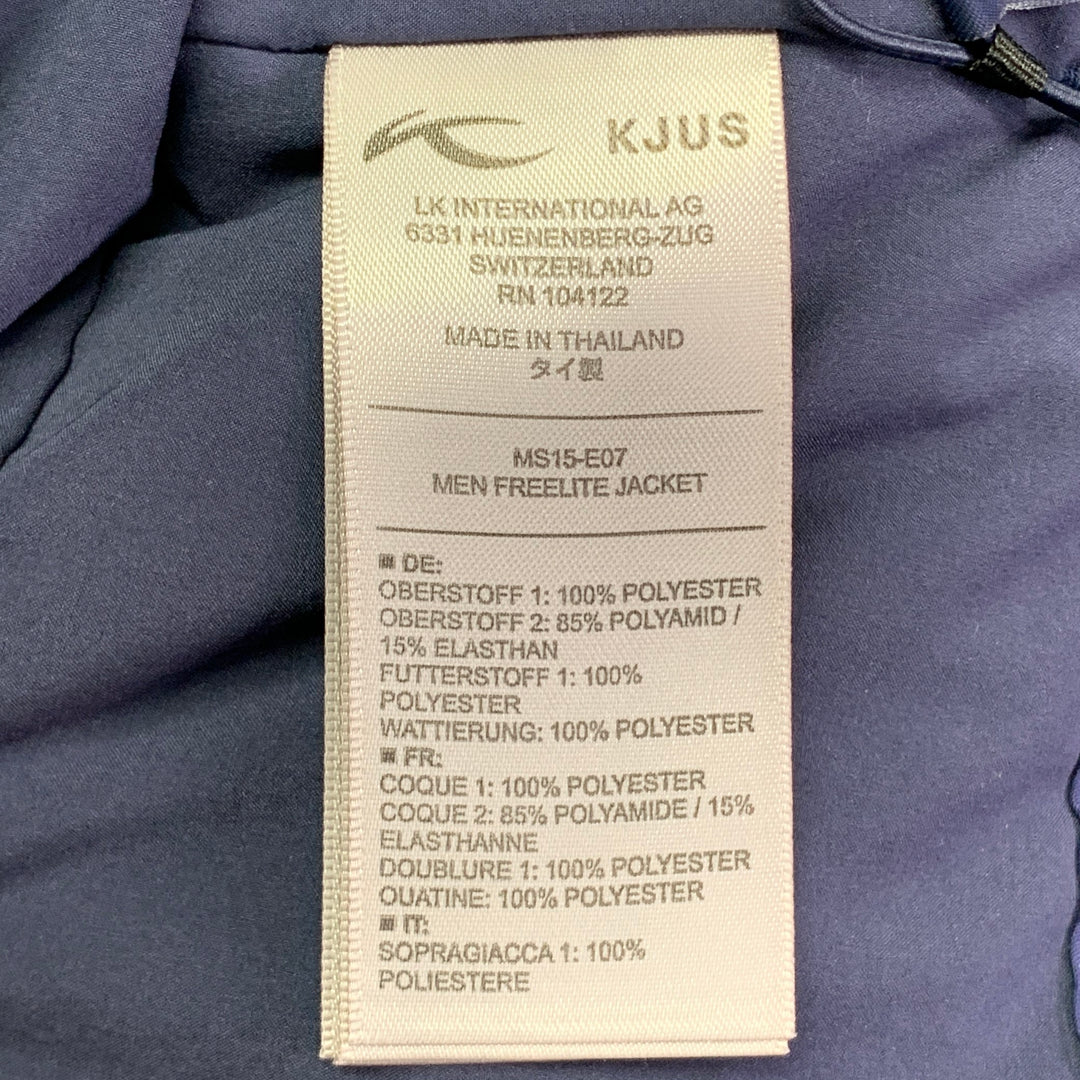 KJUS
LK INTERNATIONAL AG
6331 HUENENBERG-ZUG
SWITZERLAND
RN 104122
MADE IN THAILAND
タイ製
MS15-E07
MEN FREELITE JACKET
DE:
OBERSTOFF 1: 100% POLYESTER
OBERSTOFF 2: 85% POLYAMID /
15% ELASTHAN
FUTTERSTOFF 1: 100%
POLYESTER
WATTIERUNG: 100% POLYESTER
FR:
COQUE 1: 100% POLYESTER
COQUE 2: 85% POLYAMIDE / 15%
ELASTHANNE
DOUBLURE 1: 100% POLYESTER
OUATINE: 100% POLYESTER
IT:
SOPRAGIACCA 1: 100%
POLIESTERE